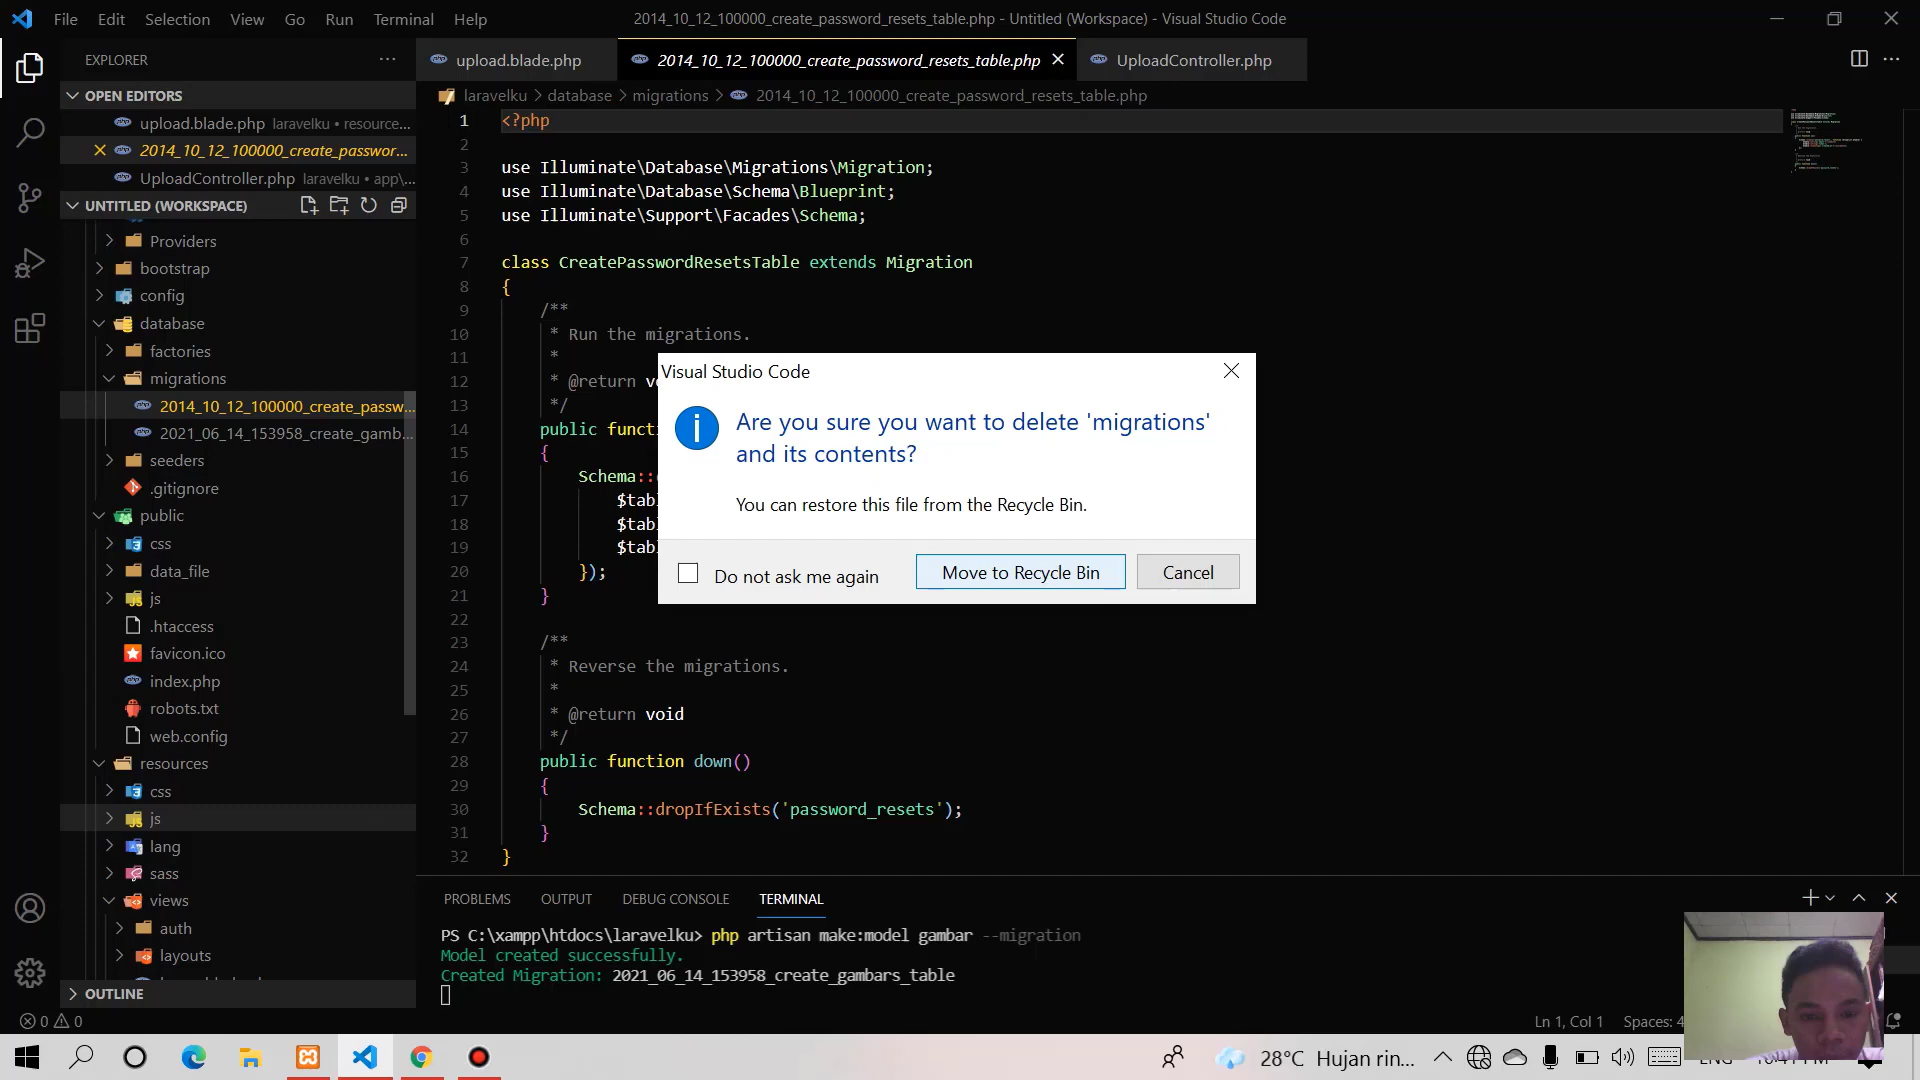 File Edit Selection View Go Run Terminal Help
2014_10_12_100000_create_password_resets_table.php - Untitled (Workspace) - Visual Studio Code
EXPLORER
OPEN EDITORS
upload.blade.php laravelku • resource...
2014_10_12_100000_create_passwor...
UploadController.php laravelku • app\...
UNTITLED (WORKSPACE)
Providers
bootstrap
config
database
factories
migrations
2014_10_12_100000_create_passw...
2021_06_14_153958_create_gamb...
seeders
.gitignore
public
css
data_file
js
.htaccess
favicon.ico
index.php
robots.txt
web.config
resources
css
js
lang
sass
views
auth
layouts
OUTLINE
upload.blade.php
2014_10_12_100000_create_password_resets_table.php
UploadController.php
laravelku > database > migrations > 2014_10_12_100000_create_password_resets_table.php
1 <?php
2
3 use Illuminate\Database\Migrations\Migration;
4 use Illuminate\Database\Schema\Blueprint;
5 use Illuminate\Support\Facades\Schema;
6
7 class CreatePasswordResetsTable extends Migration
8 {
9 /**
10 * Run the migrations.
11 *
12 * @return vo
13 */
14 public functi
15 {
16 Schema::
17 $tabl
18 $tabl
19 $tabl
20 });
21 }
22
23 /**
24 * Reverse the migrations.
25 *
26 * @return void
27 */
28 public function down()
29 {
30 Schema::dropIfExists('password_resets');
31 }
32 }
Visual Studio Code
Are you sure you want to delete 'migrations'
and its contents?
You can restore this file from the Recycle Bin.
Do not ask me again
Move to Recycle Bin
Cancel
PROBLEMS OUTPUT DEBUG CONSOLE TERMINAL
PS C:\xampp\htdocs\laravelku> php artisan make:model gambar --migration
Model created successfully.
Created Migration: 2021_06_14_153958_create_gambars_table
0 0
Ln 1, Col 1 Spaces: 4
28°C Hujan rin...